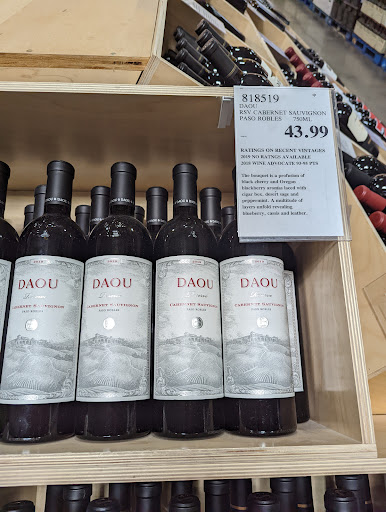 818519
DAOU
RSV CABERNET SAUVIGNON
PASO ROBLES 750ML
43.99
RATINGS ON RECENT VINTAGES
2019 NO RATINGS AVAILABLE
2018 WINE ADVOCATE 93-95 PTS
The bouquet is a profusion of
black cherry and Oregon
blackberry aromas laced with
cigar box, desert sage and
peppermint. A multitude of
layers unfold revealing
blueberry, cassis and leather.
DAOU
CABERNET SAUVIGNON
PASO ROBLES
DAOU
CABERNET SAUVIGNON
PASO ROBLES
DAOU
CABERNET SAUVIGNON
PASO ROBLES
DAOU
CABERNET SAUVIGNON
PASO ROBLES